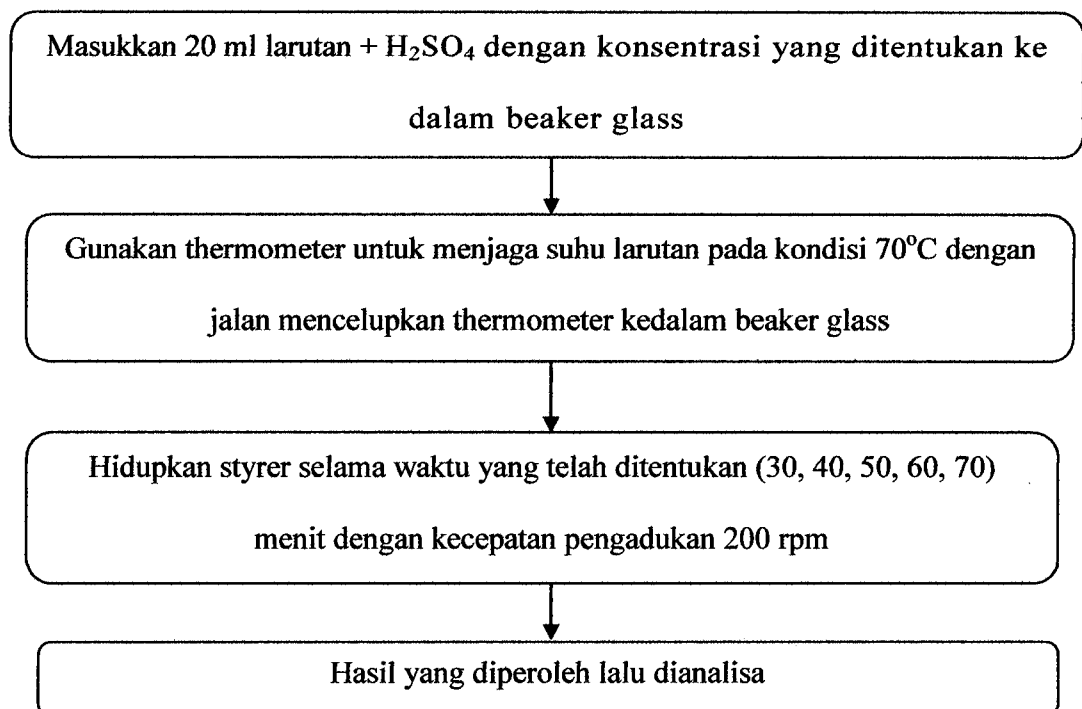 Masukkan 20 ml larutan + H₂SO₄ dengan konsentrasi yang ditentukan ke
dalam beaker glass
Gunakan thermometer untuk menjaga suhu larutan pada kondisi 70°C dengan
jalan mencelupkan thermometer kedalam beaker glass
Hidupkan styrer selama waktu yang telah ditentukan (30, 40, 50, 60, 70)
menit dengan kecepatan pengadukan 200 rpm
Hasil yang diperoleh lalu dianalisa